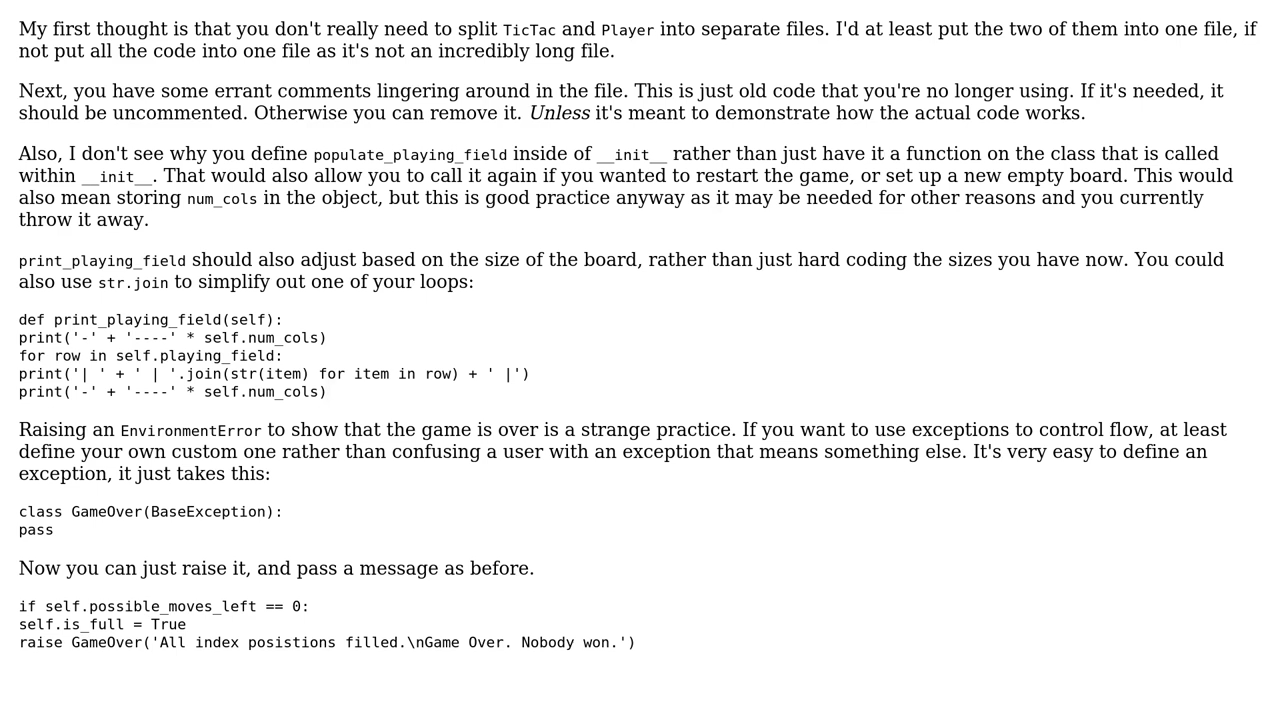 My first thought is that you don't really need to split TicTac and Player into separate files. I'd at least put the two of them into one file, if
not put all the code into one file as it's not an incredibly long file.
Next, you have some errant comments lingering around in the file. This is just old code that you're no longer using. If it's needed, it
should be uncommented. Otherwise you can remove it. Unless it's meant to demonstrate how the actual code works.
Also, I don't see why you define populate_playing_field inside of __init__ rather than just have it a function on the class that is called
within __init__. That would also allow you to call it again if you wanted to restart the game, or set up a new empty board. This would
also mean storing num_cols in the object, but this is good practice anyway as it may be needed for other reasons and you currently
throw it away.
print_playing_field should also adjust based on the size of the board, rather than just hard coding the sizes you have now. You could
also use str.join to simplify out one of your loops:
def print_playing_field(self):
print('-' + '----' * self.num_cols)
for row in self.playing_field:
print('| ' + ' | '.join(str(item) for item in row) + ' |')
print('-' + '----' * self.num_cols)
Raising an EnvironmentError to show that the game is over is a strange practice. If you want to use exceptions to control flow, at least
define your own custom one rather than confusing a user with an exception that means something else. It's very easy to define an
exception, it just takes this:
class GameOver(BaseException):
pass
Now you can just raise it, and pass a message as before.
if self.possible_moves_left == 0:
self.is_full = True
raise GameOver('All index posistions filled.\nGame Over. Nobody won.')